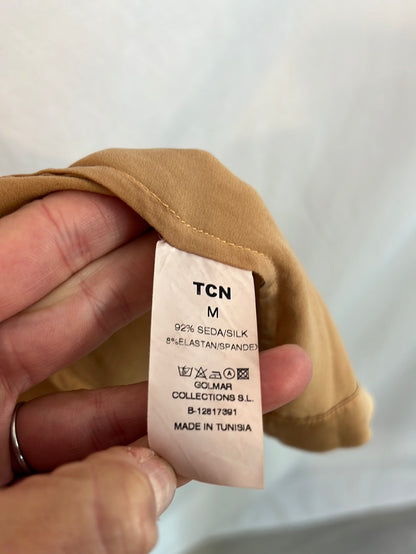 TCN
M
92% SEDA/SILK
8%ELASTAN/SPANDEX
GOLMAR
COLLECTIONS S.L.
B-12817391
MADE IN TUNISIA